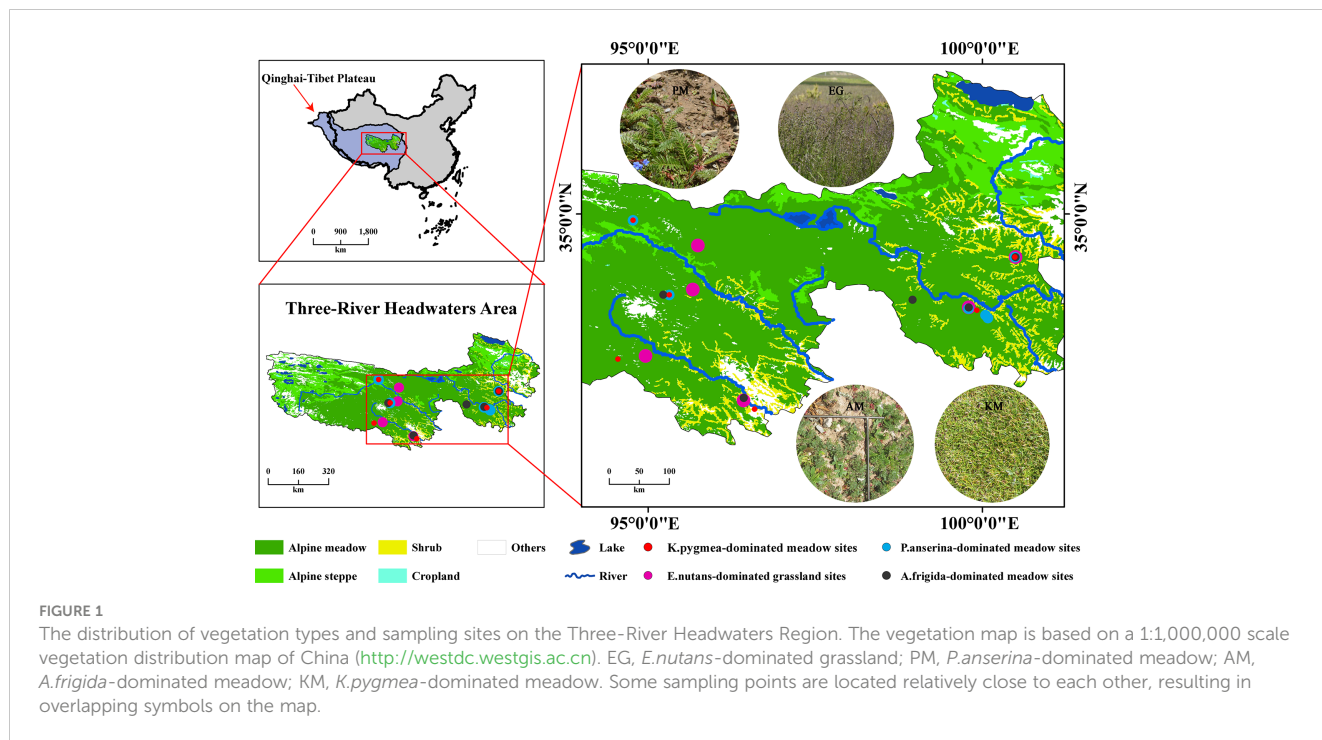 95°0'0"E
100°0'0"E
Qinghai-Tibet Plateau
PM
EG
35°0'0"N
35°0'0"N
0 900 1,800
km
Three-River Headwaters Area
AM
KM
0 160 320
km
0 50 100
km
95°0'0"E
100°0'0"E
Alpine meadow Shrub Others Lake K.pygmea-dominated meadow sites P.anserina-dominated meadow sites
Alpine steppe Cropland River E.nutans-dominated grassland sites A.frigida-dominated meadow sites
FIGURE 1
The distribution of vegetation types and sampling sites on the Three-River Headwaters Region. The vegetation map is based on a 1:1,000,000 scale
vegetation distribution map of China (http://westdc.westgis.ac.cn). EG, E.nutans-dominated grassland; PM, P.anserina-dominated meadow; AM,
A.frigida-dominated meadow; KM, K.pygmea-dominated meadow. Some sampling points are located relatively close to each other, resulting in
overlapping symbols on the map.